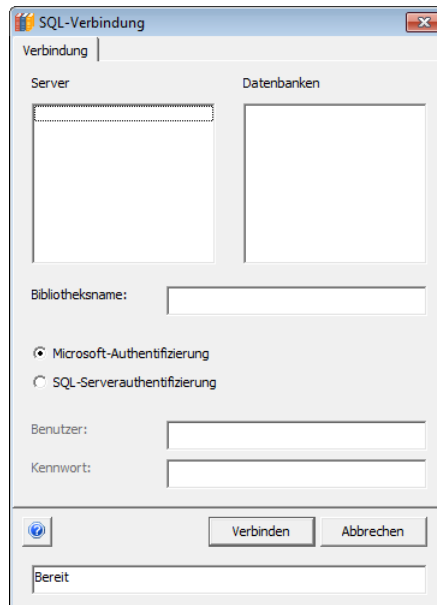 SQL-Verbindung
Verbindung
Server Datenbanken
Bibliotheksname:
Microsoft-Authentifizierung
SQL-Serverauthentifizierung
Benutzer:
Kennwort:
Verbinden Abbrechen
Bereit